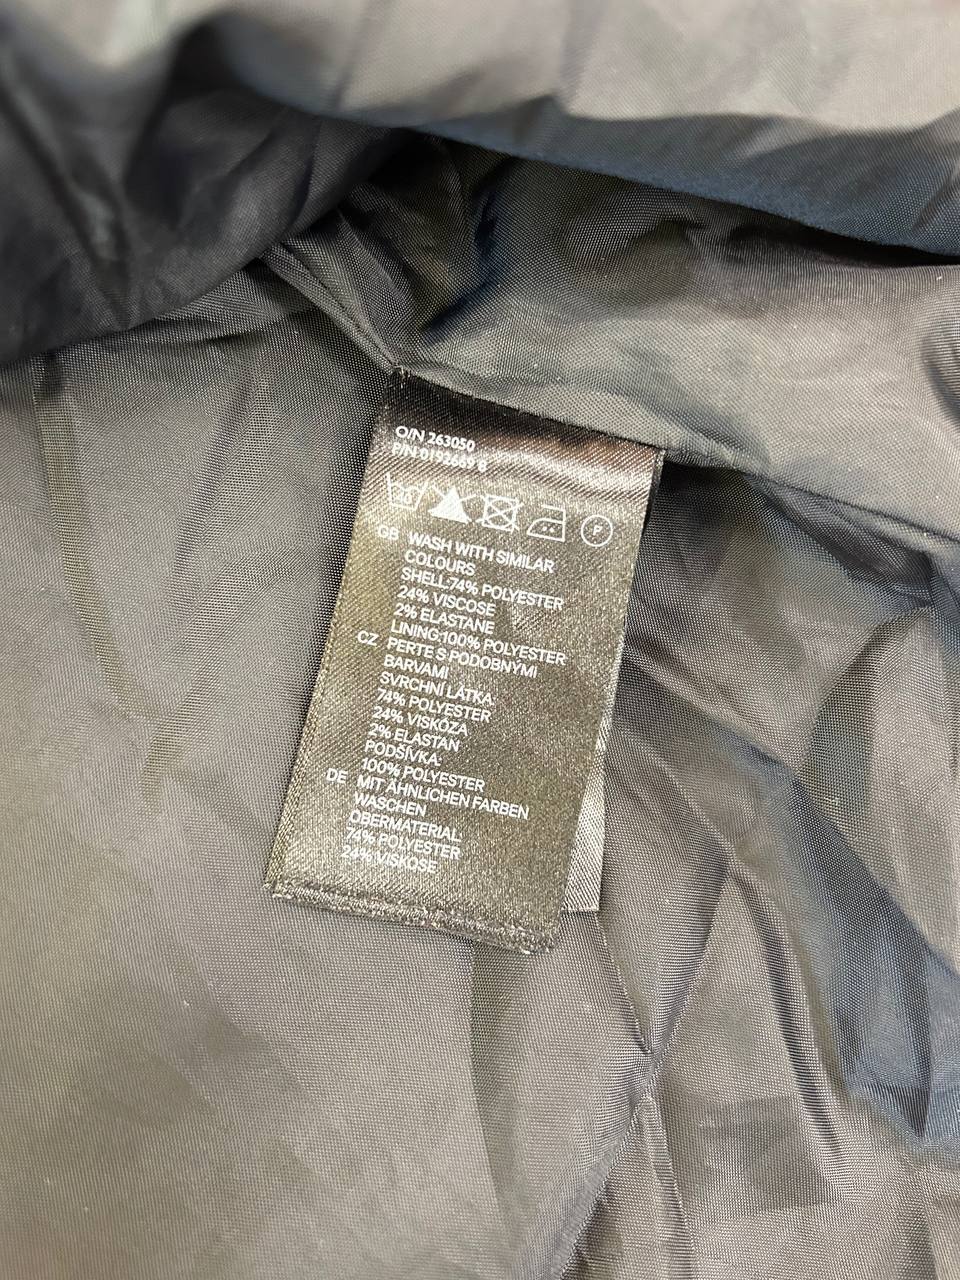 O/N 263050
P/N 0192669 6
P
GB WASH WITH SIMILAR
COLOURS
SHELL:74% POLYESTER
24% VISCOSE
2% ELASTANE
LINING:100% POLYESTER
CZ PERTE S PODOBNÝMI
BARVAMI
SVRCHNÍ LÁTKA:
74% POLYESTER
24% VISKÓZA
2% ELASTAN
PODŠÍVKA:
100% POLYESTER
DE MIT ÄHNLICHEN FARBEN
WASCHEN
OBERMATERIAL:
74% POLYESTER
24% VISKOSE